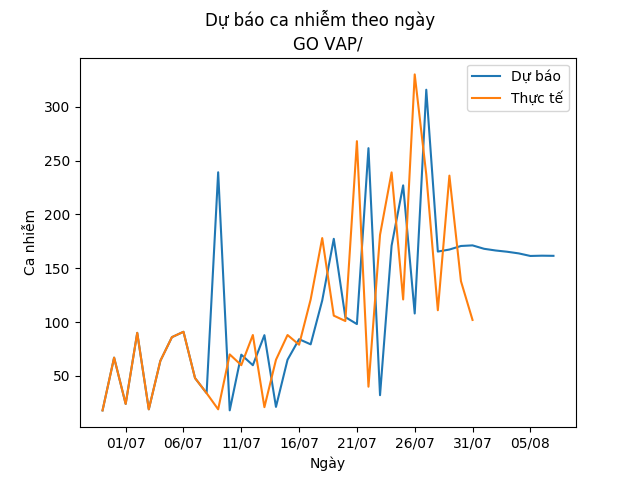 Dự báo ca nhiễm theo ngày
GO VAP/
Dự báo
Thực tế
Ca nhiễm
300
250
200
150
100
50
01/07 06/07 11/07 16/07 21/07 26/07 31/07 05/08
Ngày